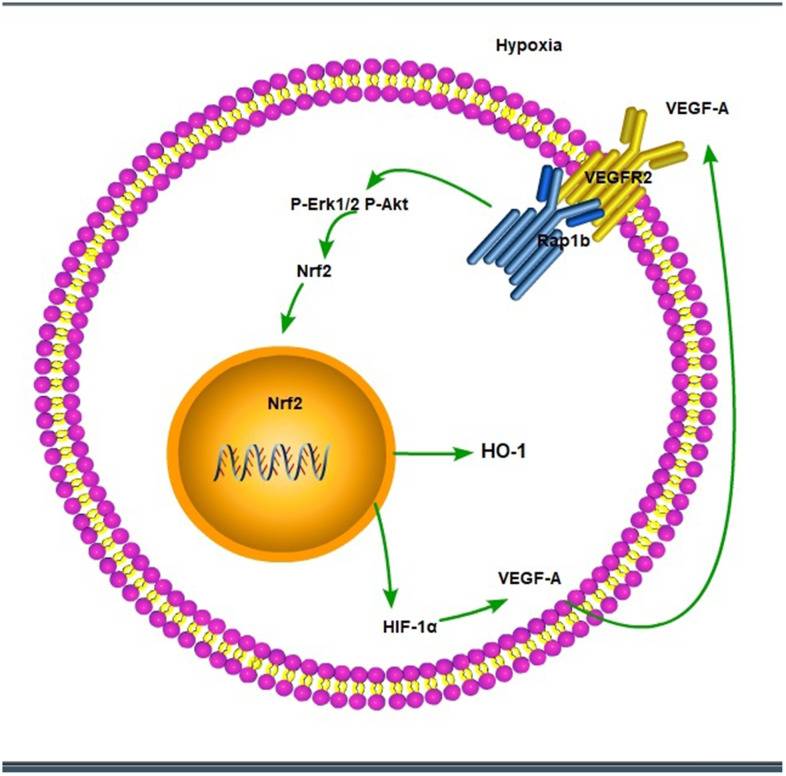 Hypoxia
VEGF-A
VEGFR2
Rap1b
P-Erk1/2 P-Akt
Nrf2
Nrf2
HO-1
VEGF-A
HIF-1α